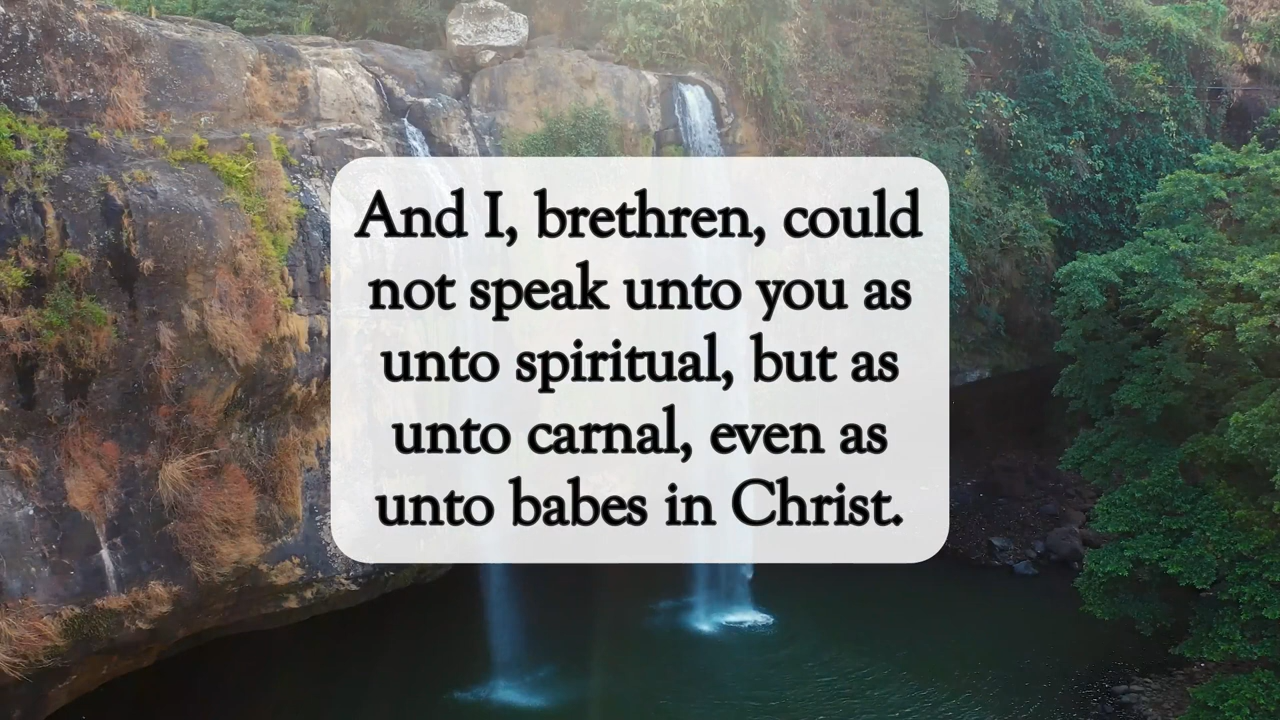 And I, brethren, could
not speak unto you as
unto spiritual, but as
unto carnal, even as
unto babes in Christ.